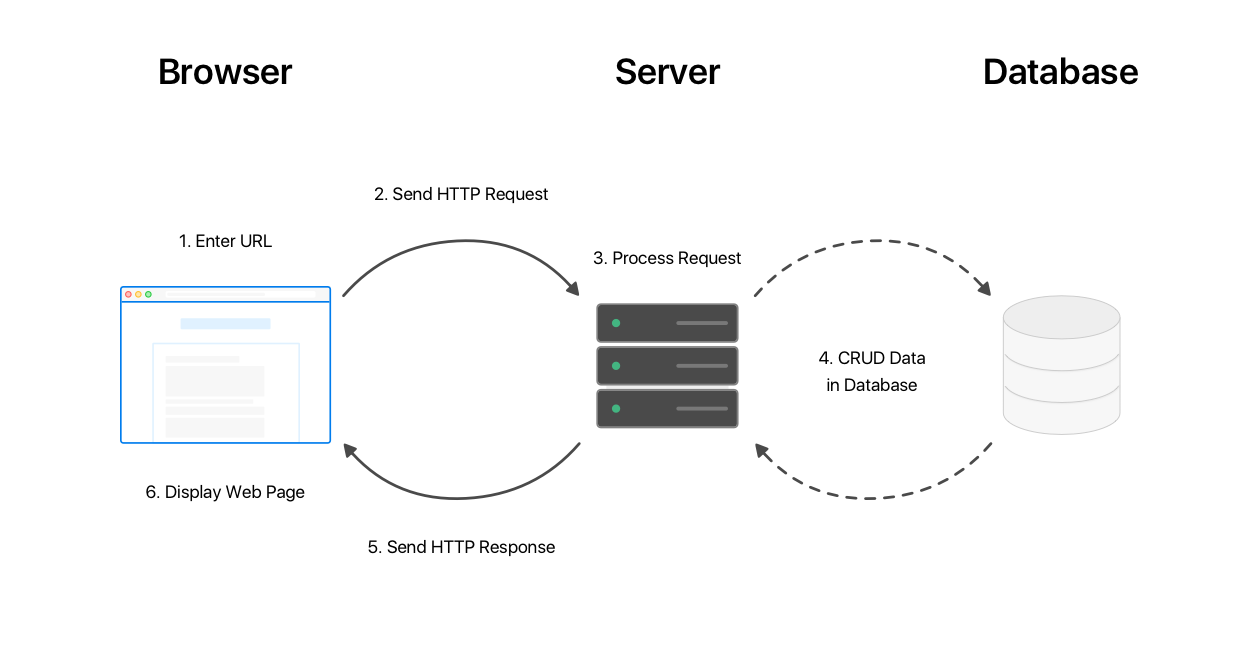 Browser
Server
Database
2. Send HTTP Request
1. Enter URL
3. Process Request
4. CRUD Data
in Database
6. Display Web Page
5. Send HTTP Response